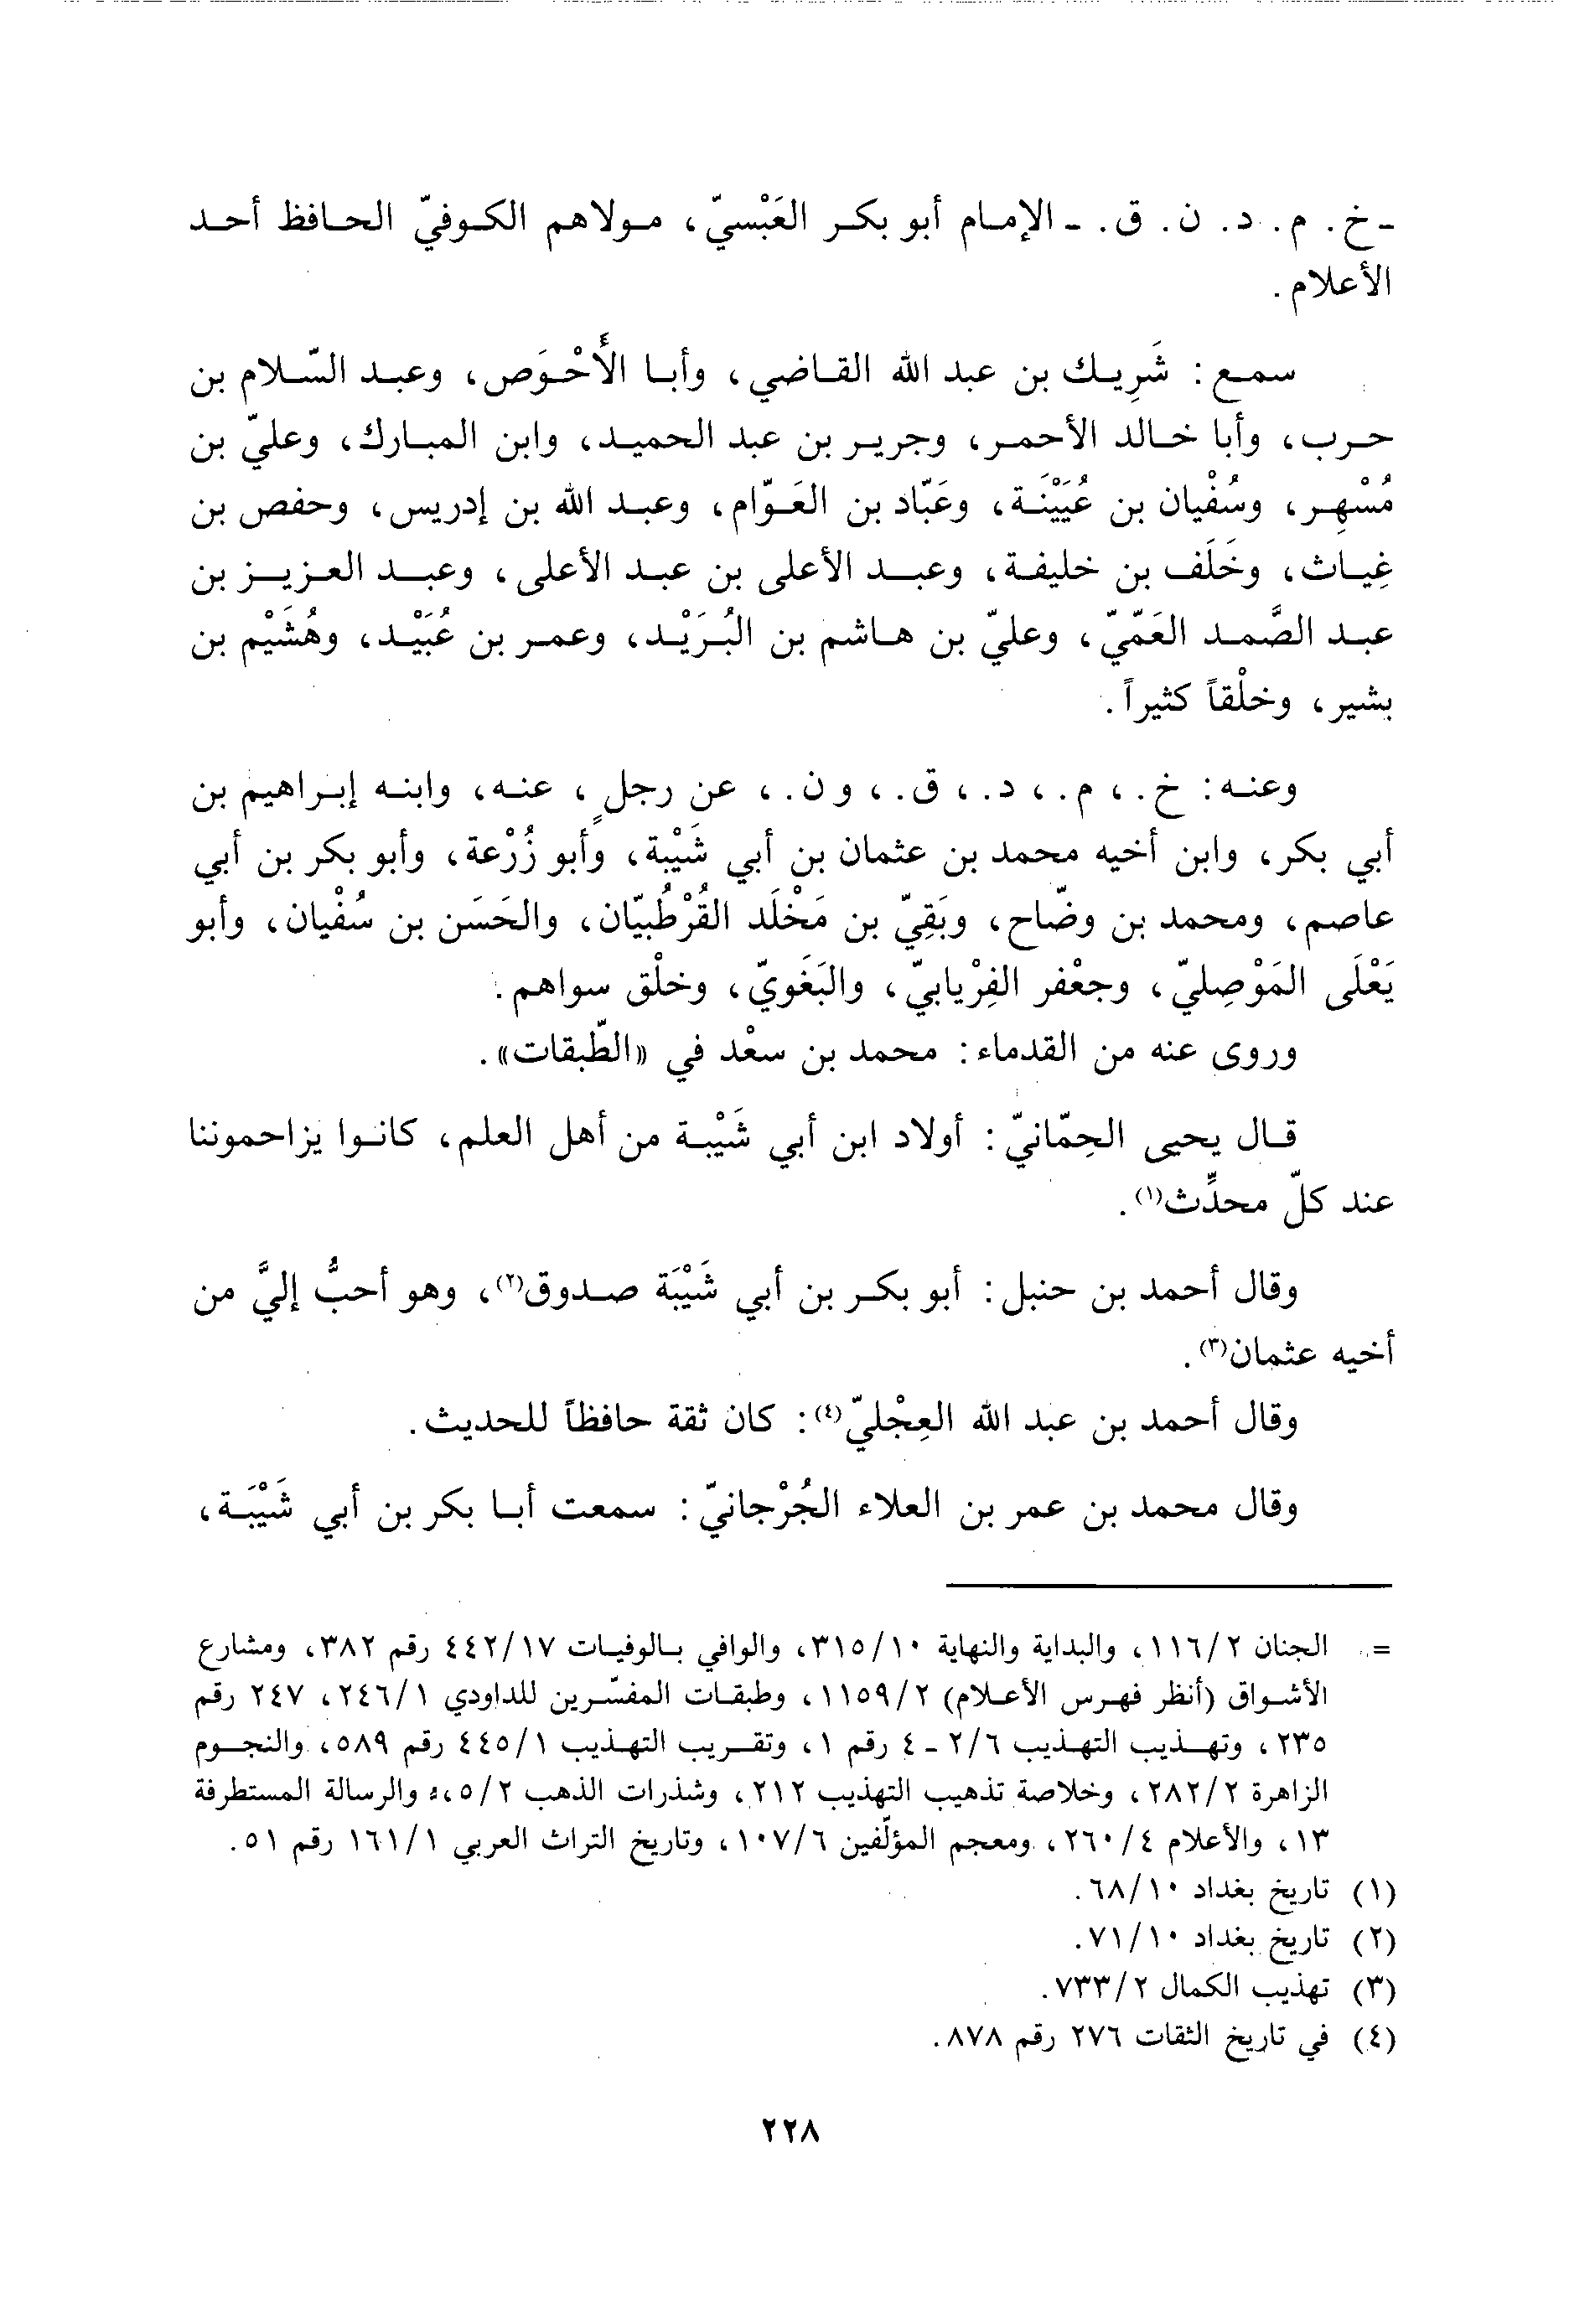 ـ خ. م. د. ن. ق. ـ الإمام أبو بكر العَبْسيّ، مولاهم الكوفيّ الحافظ أحد
الأعلام.
سمع: شَرِيك بن عبد الله القاضي، وأبا الأَحْوَص، وعبد السّلام بن
حرب، وأبا خالد الأحمر، وجرير بن عبد الحميد، وابن المبارك، وعليّ بن
مُسْهِر، وسُفْيان بن عُيَيْنَة، وعَبّاد بن العَوّام، وعبد الله بن إدريس، وحفص بن
غِياث، وخَلَف بن خليفة، وعبد الأعلى بن عبد الأعلى، وعبد العزيز بن
عبد الصَّمد العَمّيّ، وعليّ بن هاشم بن البُرَيْد، وعمر بن عُبَيْد، وهُشَيْم بن
بشير، وخلْقاً كثيراً.
وعنه: خ.، م.، د.، ق.، و ن.، عن رجلٍ، عنه، وابنه إبراهيم بن
أبي بكر، وابن أخيه محمد بن عثمان بن أبي شَيْبة، وأبو زُرْعة، وأبو بكر بن أبي
عاصم، ومحمد بن وضّاح، وبَقِيّ بن مَخْلَد القُرْطُبيّان، والحَسَن بن سُفْيان، وأبو
يَعْلَى المَوْصِليّ، وجعْفر الفِرْيابيّ، والبَغَويّ، وخلْق سواهم.
وروى عنه من القدماء: محمد بن سعْد في «الطّبقات».
قال يحيى الحِمّانيّ: أولاد ابن أبي شَيْبة من أهل العلم، كانوا يزاحموننا
عند كلّ محدِّث(١).
وقال أحمد بن حنبل: أبو بكر بن أبي شَيْبَة صدوق(٢)، وهو أحبُّ إليَّ من
أخيه عثمان(٣).
وقال أحمد بن عبد الله العِجْليّ(٤): كان ثقة حافظاً للحديث.
وقال محمد بن عمر بن العلاء الجُرْجانيّ: سمعت أبا بكر بن أبي شَيْبَة،
= الجنان ١١٦/٢، والبداية والنهاية ٣١٥/١٠، والوافي بالوفيات ٤٤٢/١٧ رقم ٣٨٢، ومشارع
الأشواق (أنظر فهرس الأعلام) ١١٥٩/٢، وطبقات المفسّرين للداودي ٢٤٦/١، ٢٤٧ رقم
٢٣٥، وتهذيب التهذيب ٢/٦ ـ ٤ رقم ١، وتقريب التهذيب ٤٤٥/١ رقم ٥٨٩، والنجوم
الزاهرة ٢٨٢/٢، وخلاصة تذهيب التهذيب ٢١٢، وشذرات الذهب ٥/٢، والرسالة المستطرفة
١٣، والأعلام ٢٦٠/٤، ومعجم المؤلّفين ١٠٧/٦، وتاريخ التراث العربي ١٦١/١ رقم ٥١.
(١) تاريخ بغداد ٦٨/١٠.
(٢) تاريخ بغداد ٧١/١٠.
(٣) تهذيب الكمال ٧٣٣/٢.
(٤) في تاريخ الثقات ٢٧٦ رقم ٨٧٨.
٢٢٨